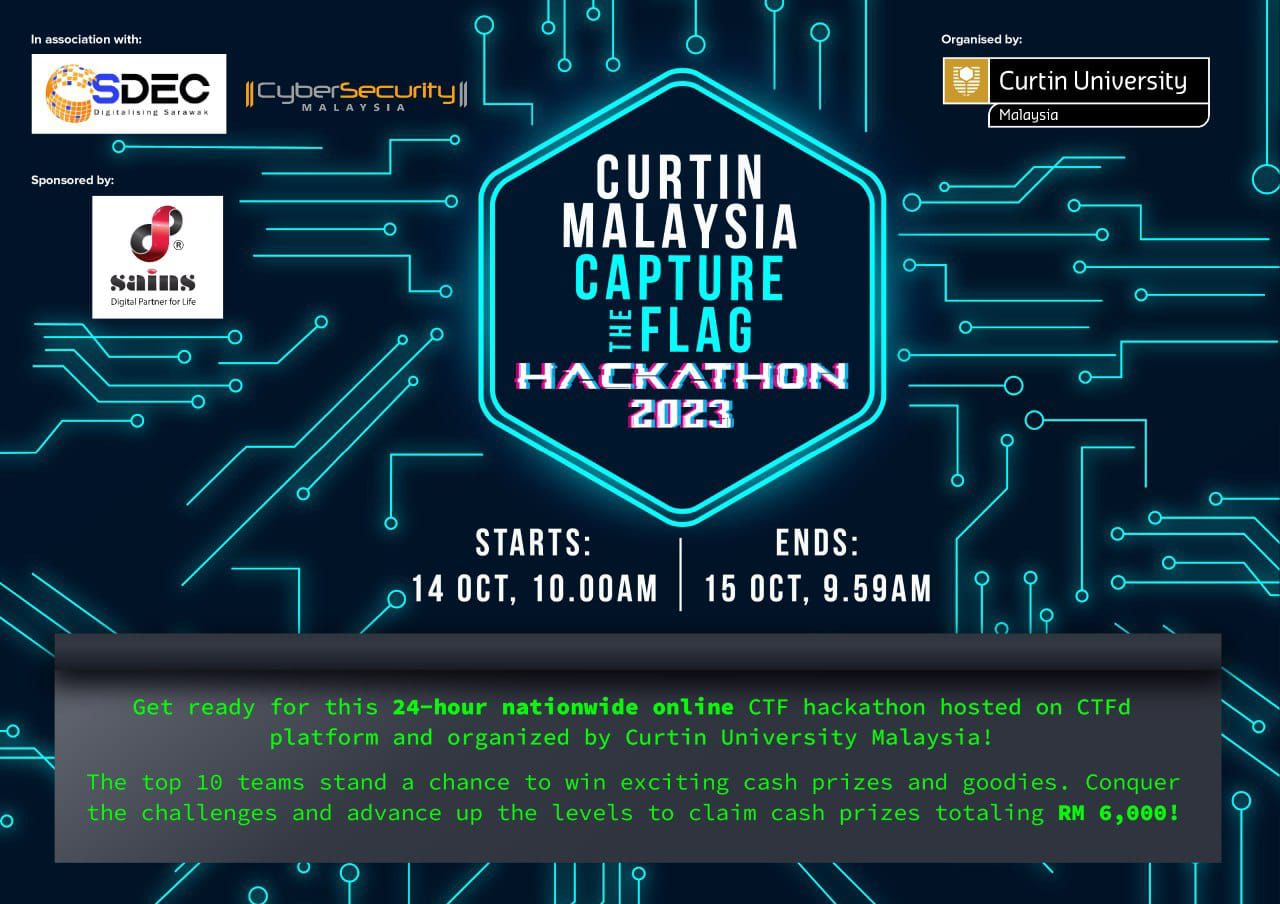 In association with:
CSDEC
Digitalising Sarawak
CyberSecurity
MALAYSIA
Organised by:
Curtin University
Malaysia
Sponsored by:
®
sains
Digital Partner for Life
CURTIN
MALAYSIA
CAPTURE
THE FLAG
HACKATHON
2023
STARTS:
14 OCT, 10.00AM
ENDS:
15 OCT, 9.59AM
Get ready for this 24-hour nationwide online CTF hackathon hosted on CTFd
platform and organized by Curtin University Malaysia!
The top 10 teams stand a chance to win exciting cash prizes and goodies. Conquer
the challenges and advance up the levels to claim cash prizes totaling RM 6,000!